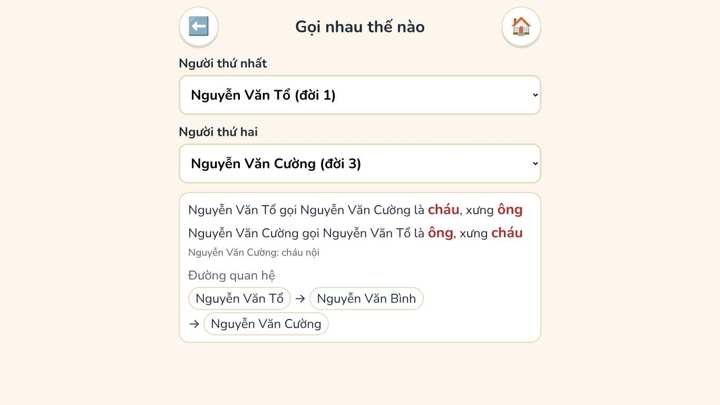 Gọi nhau thế nào
Người thứ nhất
Nguyễn Văn Tổ (đời 1)
Người thứ hai
Nguyễn Văn Cường (đời 3)
Nguyễn Văn Tổ gọi Nguyễn Văn Cường là cháu, xưng ông
Nguyễn Văn Cường gọi Nguyễn Văn Tổ là ông, xưng cháu
Nguyễn Văn Cường: cháu nội
Đường quan hệ
Nguyễn Văn Tổ → Nguyễn Văn Bình
→ Nguyễn Văn Cường